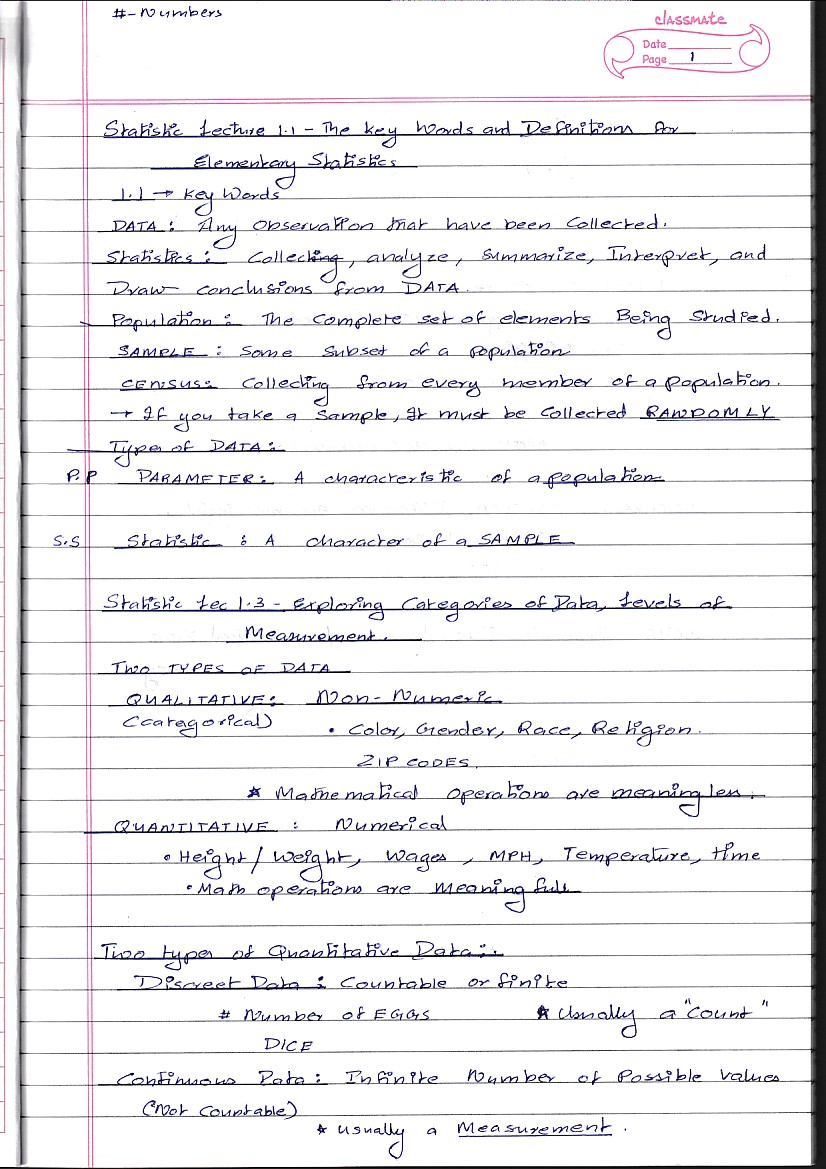 #-Numbers
classmate
Date
Page 1
Statistic Lecture 1.1 - The Key Words and Definitions for
Elementary Statistics
1.1 → Key Words
DATA : Any observation that have been Collected.
Statistics : Collecting, analyze, Summarize, Interpret, and
Draw conclusions from DATA.
Population : The Complete set of elements Being Studied.
SAMPLE : Some Subset of a population
CENSUS: Collecting from every member of a population.
→ If you take a Sample, It must be Collected RANDOMLY
Types of DATA :
P.P PARAMETER: A characteristic of a population
S.S Statistic : A character of a SAMPLE
Statistic Lec 1.3 - Exploring Categories of Data, Levels of
Measurement.
Two TYPES OF DATA
QUALITATIVE: Non-Numeric
(categorical) • Color, Gender, Race, Religion.
ZIP CODES.
★ Mathematical operations are meaning les.
QUANTITATIVE : Numerical
• Height/Weight, Wages, MPH, Temperature, time
• Math operations are Meaning full
Two types of Quantitative Data:.
Discreet Data : Countable or finite
# Number of EGGS ★ Usually a "Count"
DICE
Continuous Data: Infinite Number of Possible values
(Not Countable)
★ usually a Measurement.